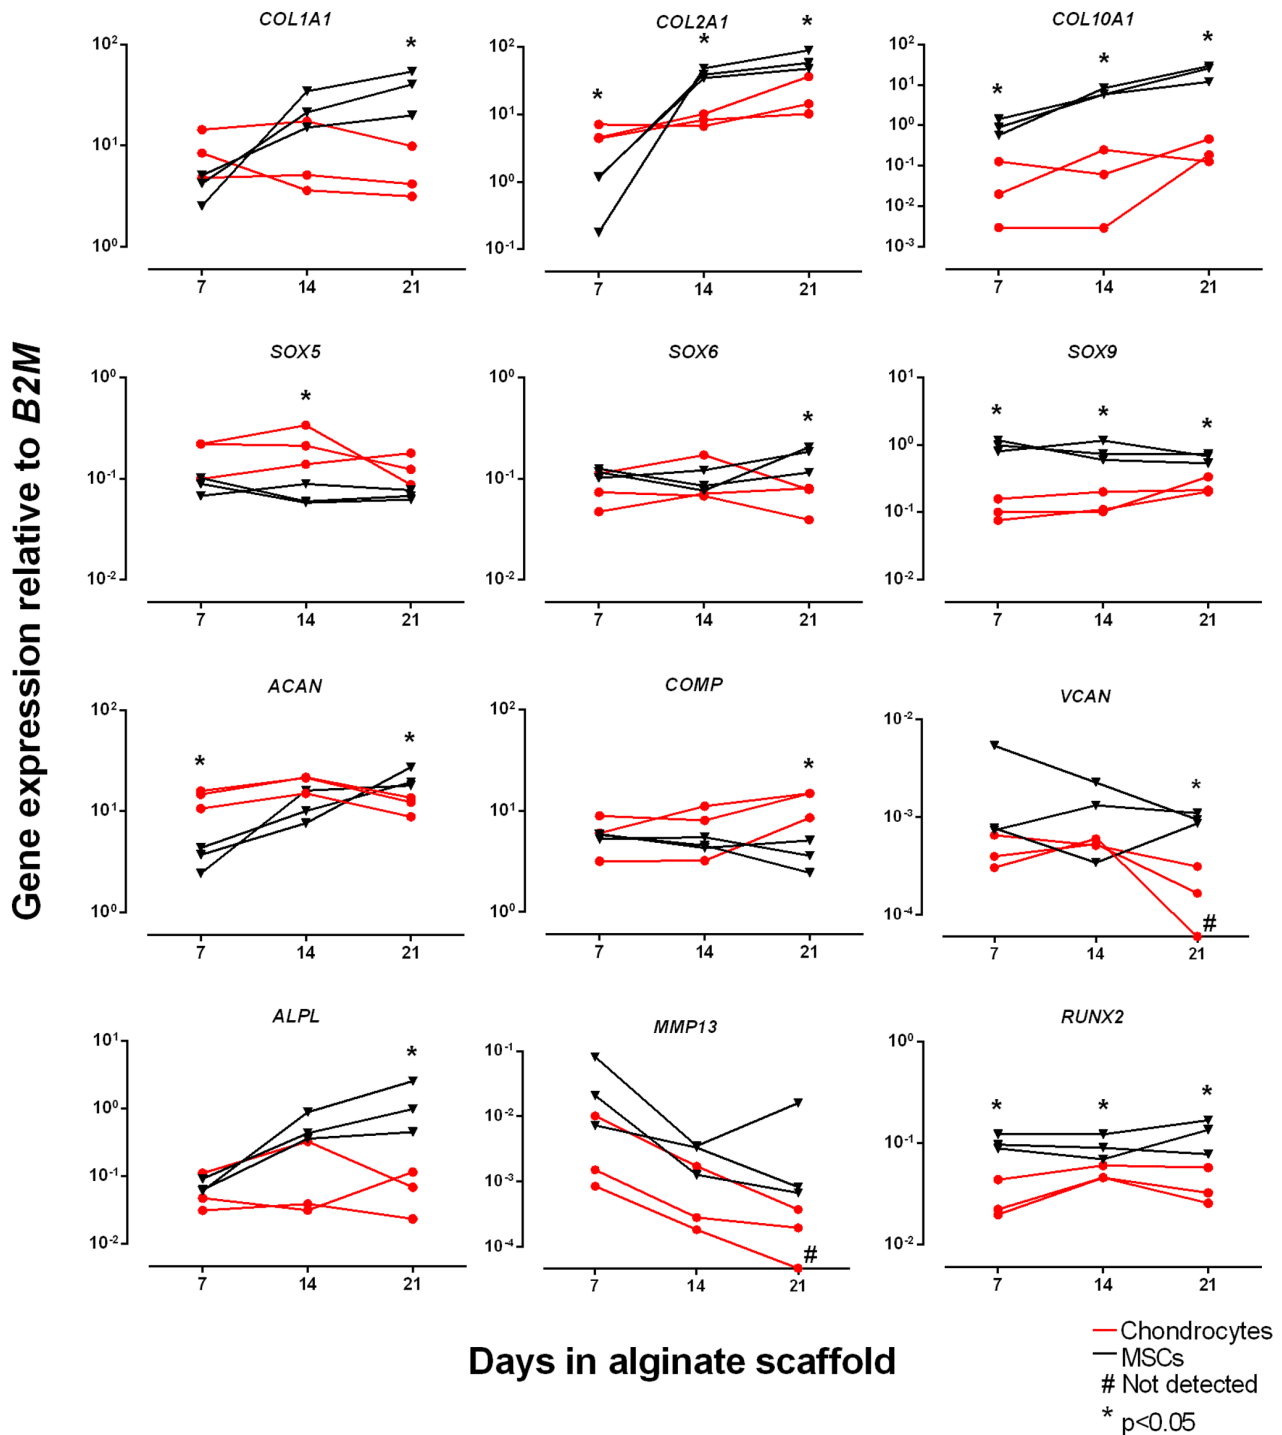 Gene expression relative to B2M
COL1A1
10²
10¹
10⁰
*
7 14 21
COL2A1
10²
10¹
10⁰
10⁻¹
* * *
7 14 21
COL10A1
10²
10¹
10⁰
10⁻¹
10⁻²
10⁻³
* * *
7 14 21
SOX5
10⁰
10⁻¹
10⁻²
*
7 14 21
SOX6
10⁰
10⁻¹
10⁻²
*
7 14 21
SOX9
10¹
10⁰
10⁻¹
10⁻²
* * *
7 14 21
ACAN
10²
10¹
10⁰
* *
7 14 21
COMP
10²
10¹
10⁰
*
7 14 21
VCAN
10⁻²
10⁻³
10⁻⁴
*
#
7 14 21
ALPL
10¹
10⁰
10⁻¹
10⁻²
*
7 14 21
MMP13
10⁻¹
10⁻²
10⁻³
10⁻⁴
#
7 14 21
RUNX2
10⁰
10⁻¹
10⁻²
* * *
7 14 21
Days in alginate scaffold
Chondrocytes
MSCs
# Not detected
* p<0.05